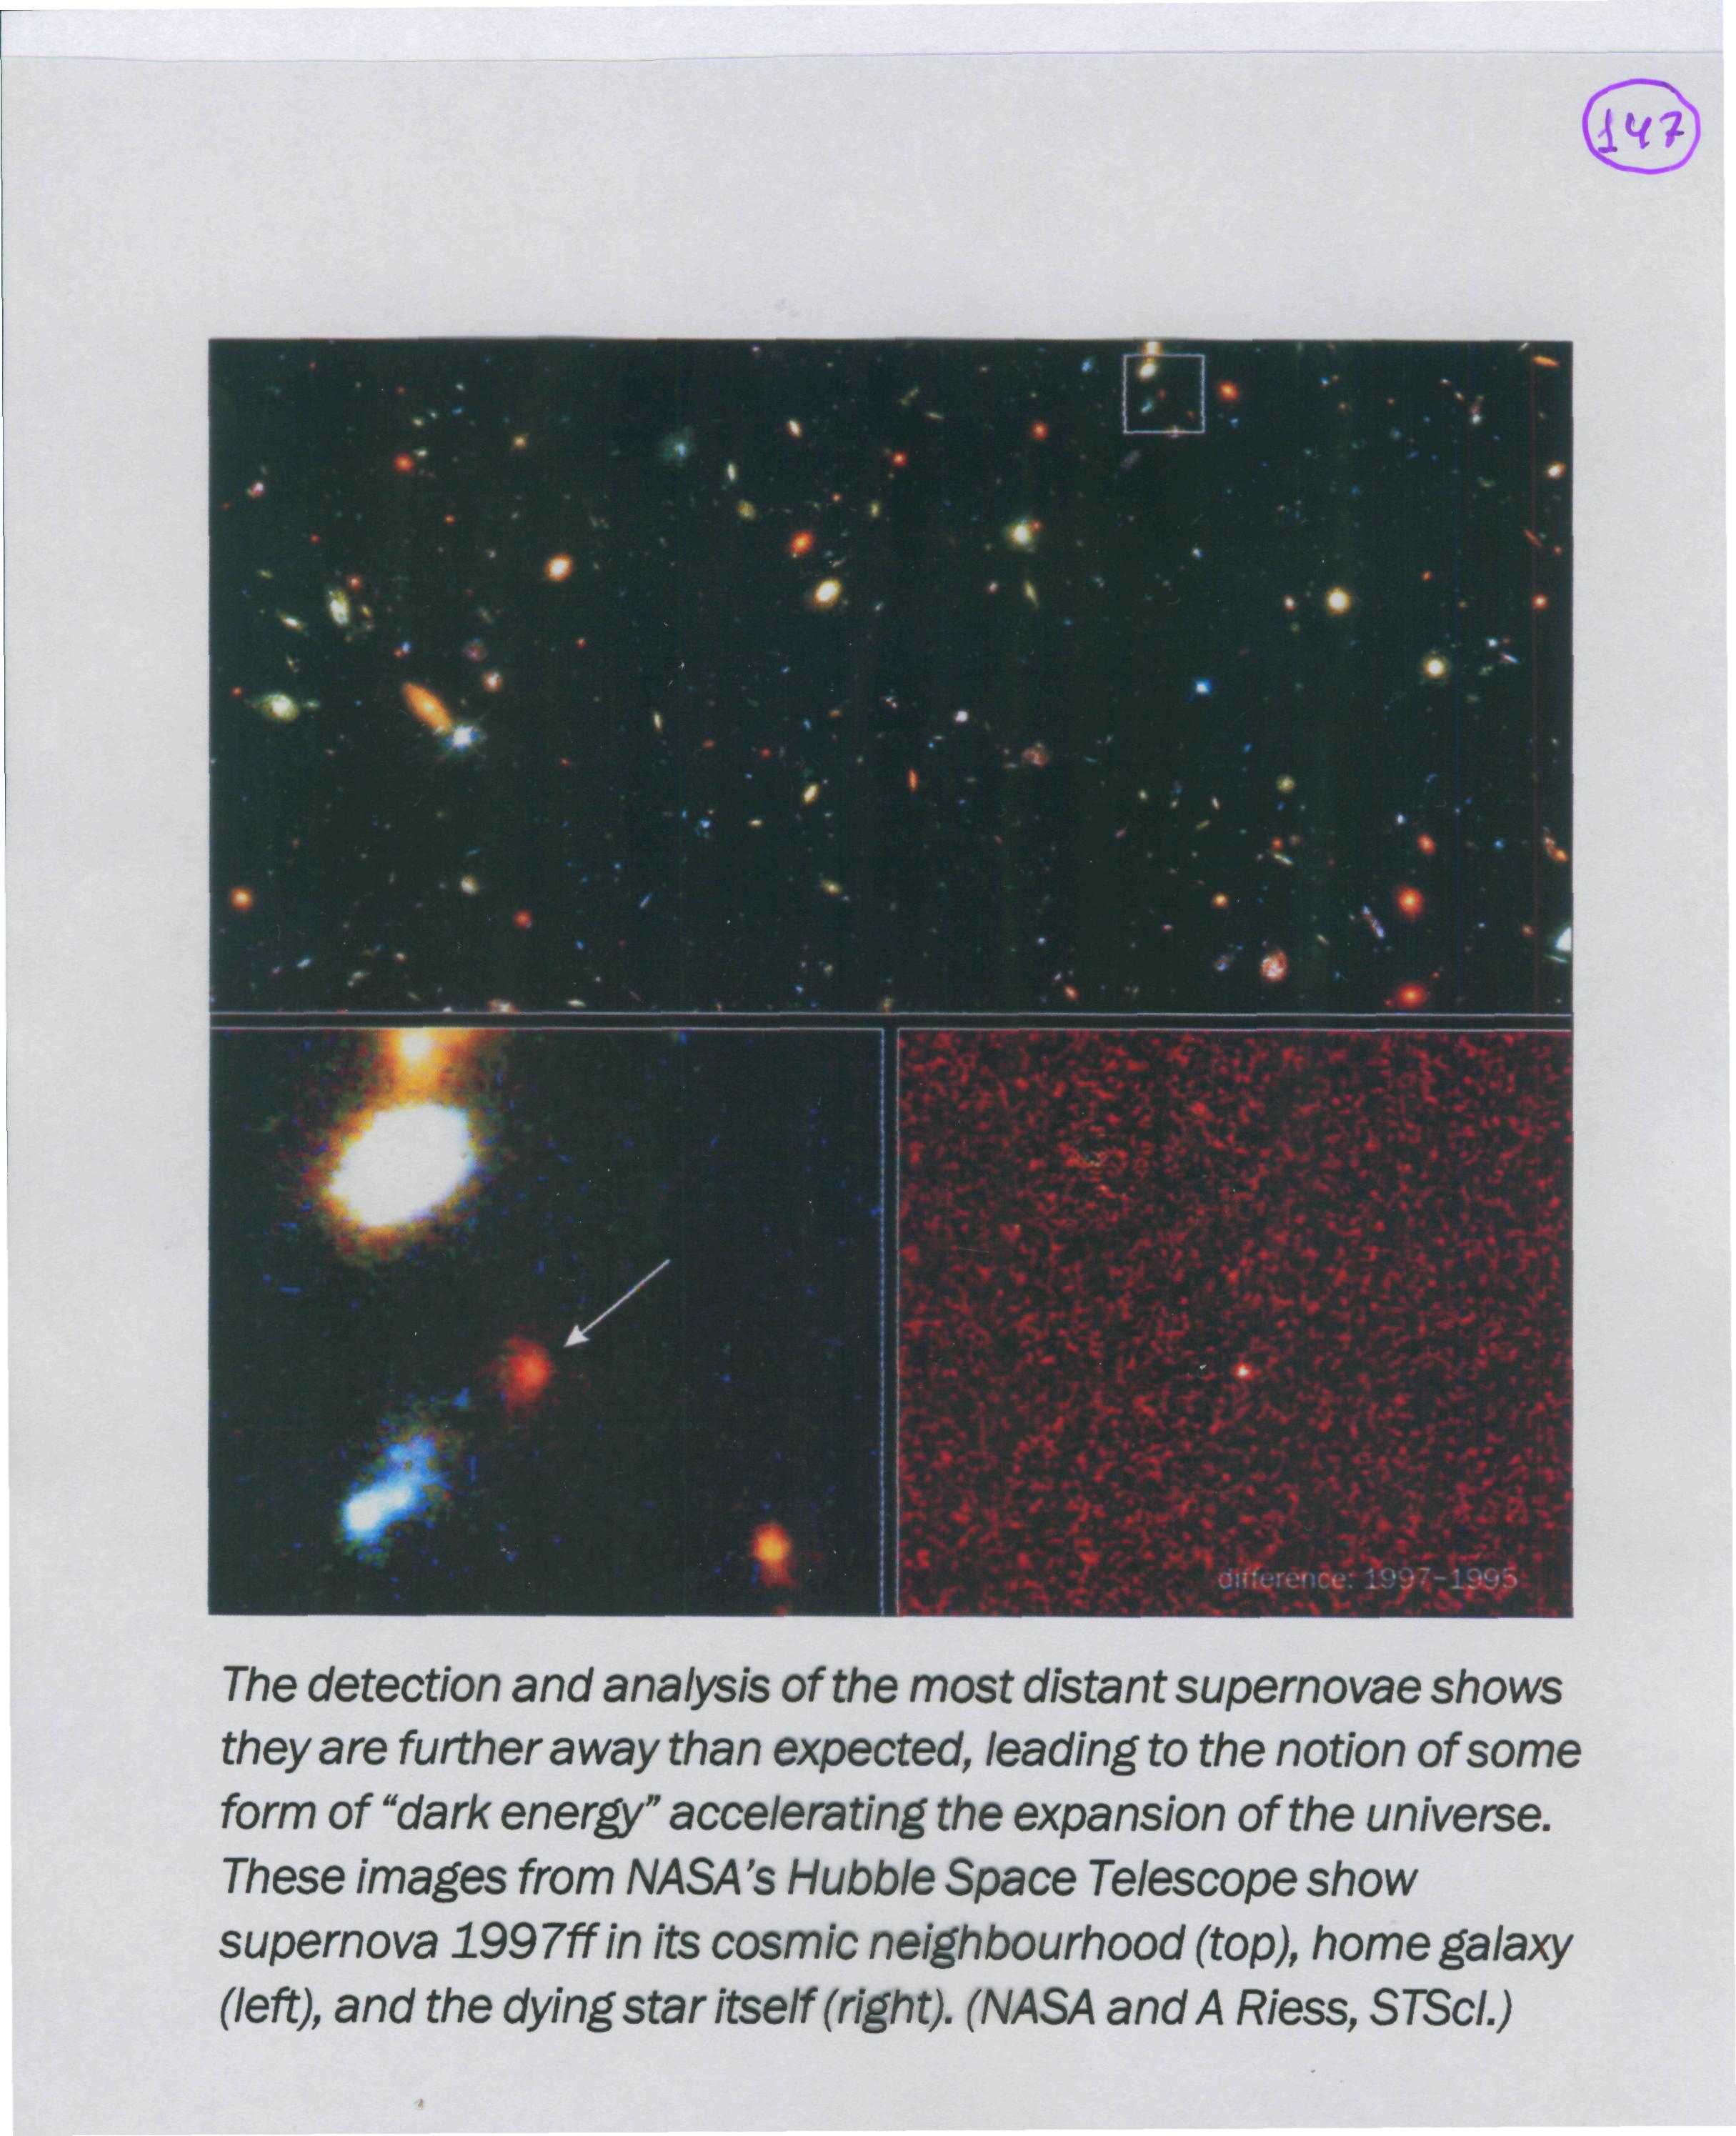 147
difference: 1997-1995
The detection and analysis of the most distant supernovae shows
they are further away than expected, leading to the notion of some
form of “dark energy” accelerating the expansion of the universe.
These images from NASA’s Hubble Space Telescope show
supernova 1997ff in its cosmic neighbourhood (top), home galaxy
(left), and the dying star itself (right). (NASA and A Riess, STScI.)